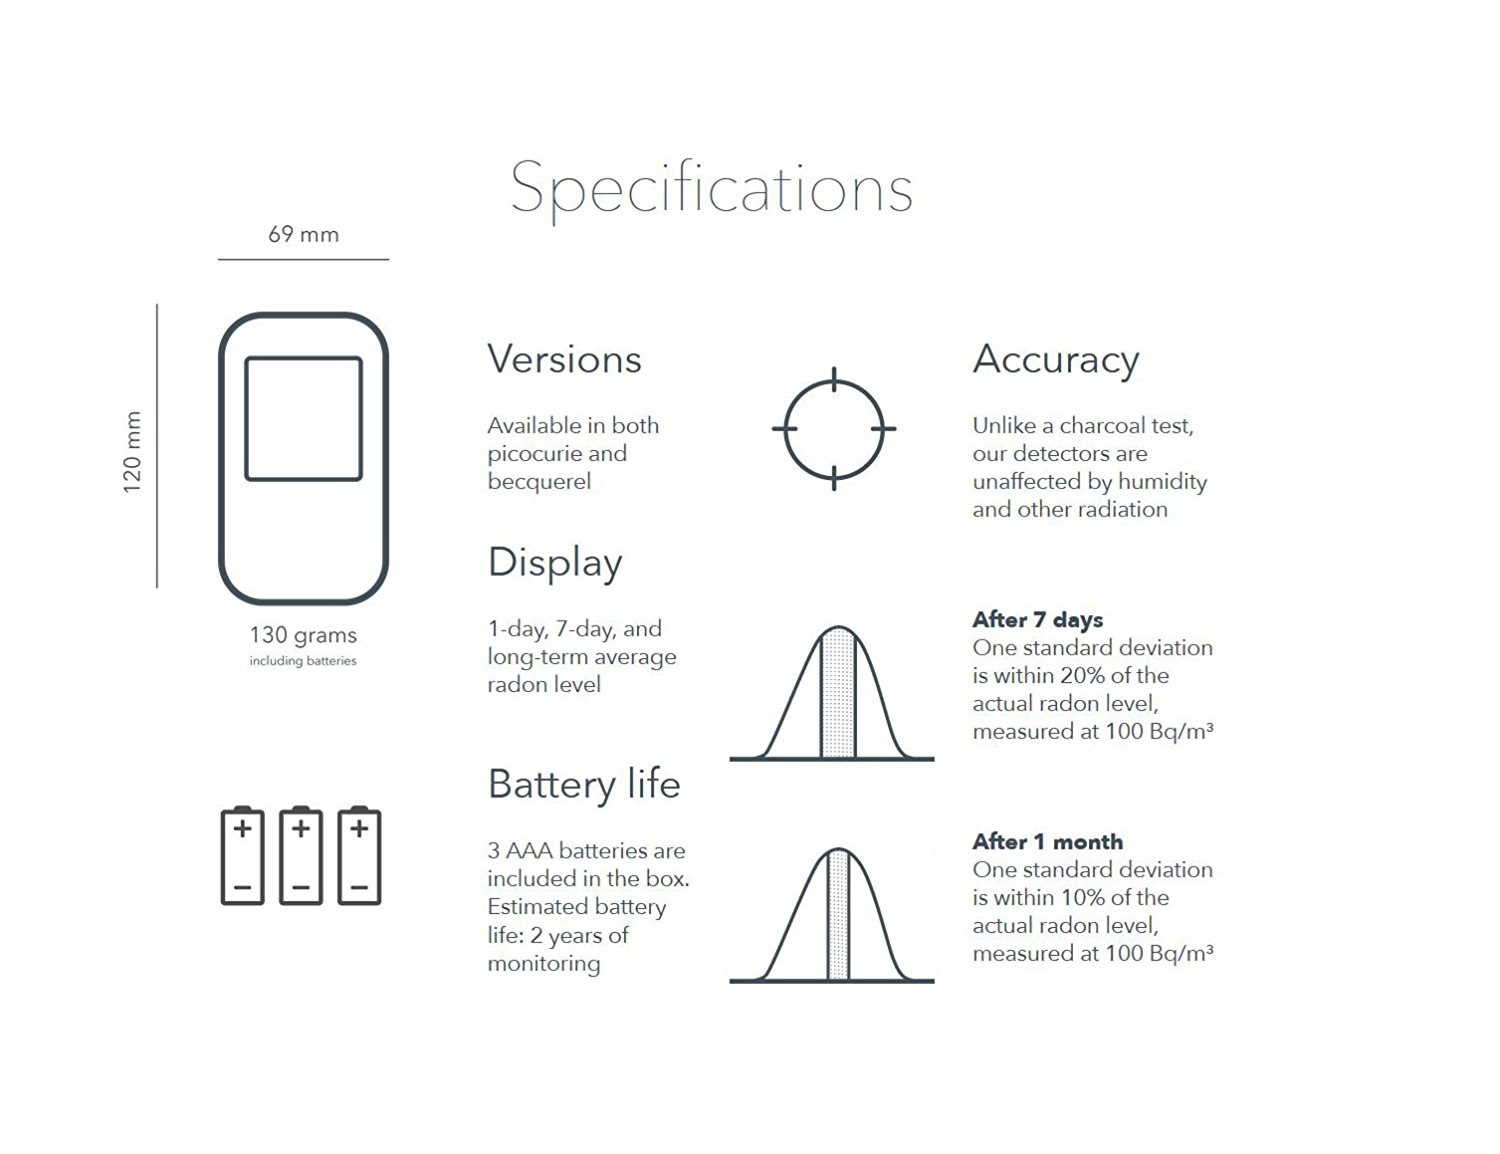 Specifications
69 mm
120 mm
130 grams
including batteries
Versions
Available in both
picocurie and
becquerel
Display
1-day, 7-day, and
long-term average
radon level
Battery life
3 AAA batteries are
included in the box.
Estimated battery
life: 2 years of
monitoring
Accuracy
Unlike a charcoal test,
our detectors are
unaffected by humidity
and other radiation
After 7 days
One standard deviation
is within 20% of the
actual radon level,
measured at 100 Bq/m³
After 1 month
One standard deviation
is within 10% of the
actual radon level,
measured at 100 Bq/m³